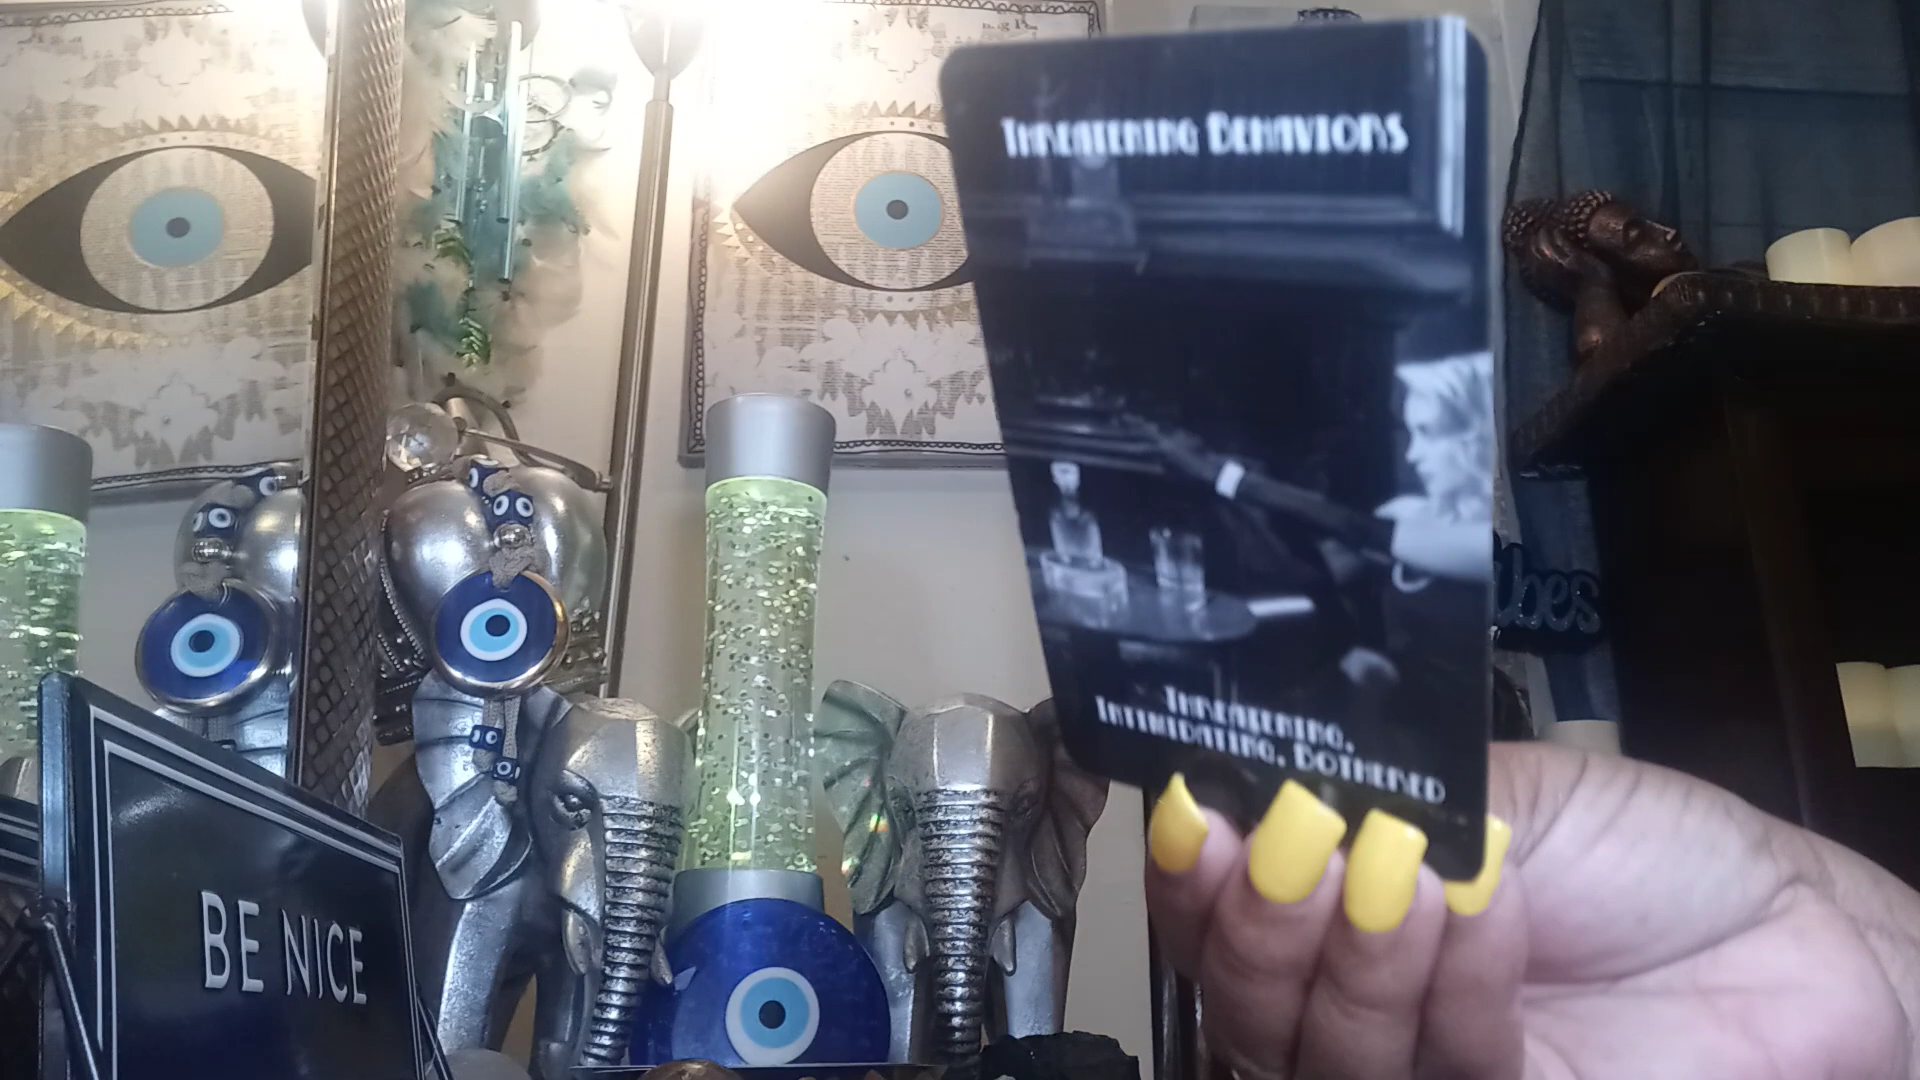 Threatening Behaviors
Threatening,
Intimidating, Bothered
BE NICE